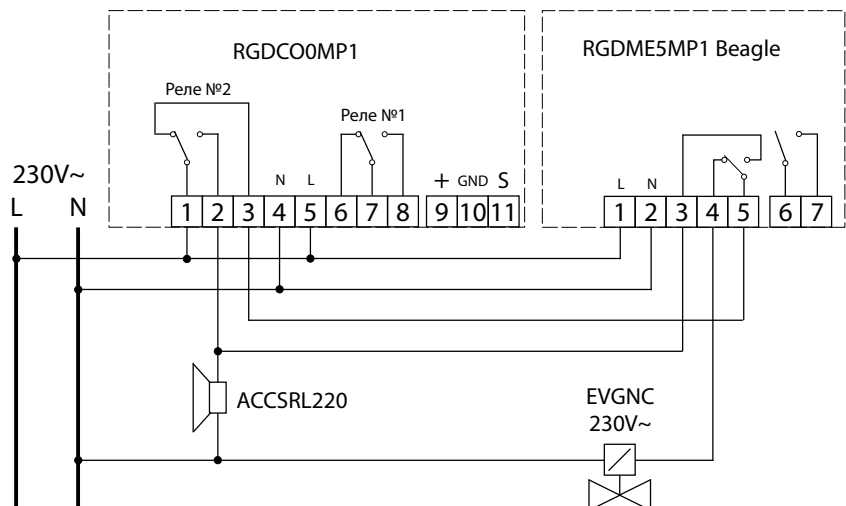 RGDCO0MP1
RGDME5MP1 Beagle
Реле №2
Реле №1
230V~
L N
N L + GND S
L N
1 2 3 4 5 6 7 8 9 10 11
1 2 3 4 5 6 7
ACCSRL220
EVGNC
230V~